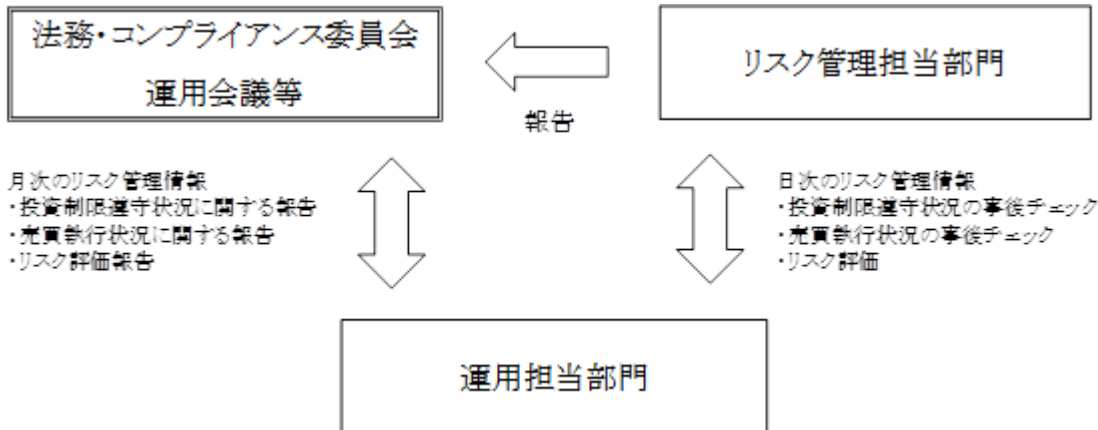 法務・コンプライアンス委員会
運用会議等
リスク管理担当部門
報告
月次のリスク管理情報
・投資制限遵守状況に関する報告
・売買執行状況に関する報告
・リスク評価報告
日次のリスク管理情報
・投資制限遵守状況の事後チェック
・売買執行状況の事後チェック
・リスク評価
運用担当部門